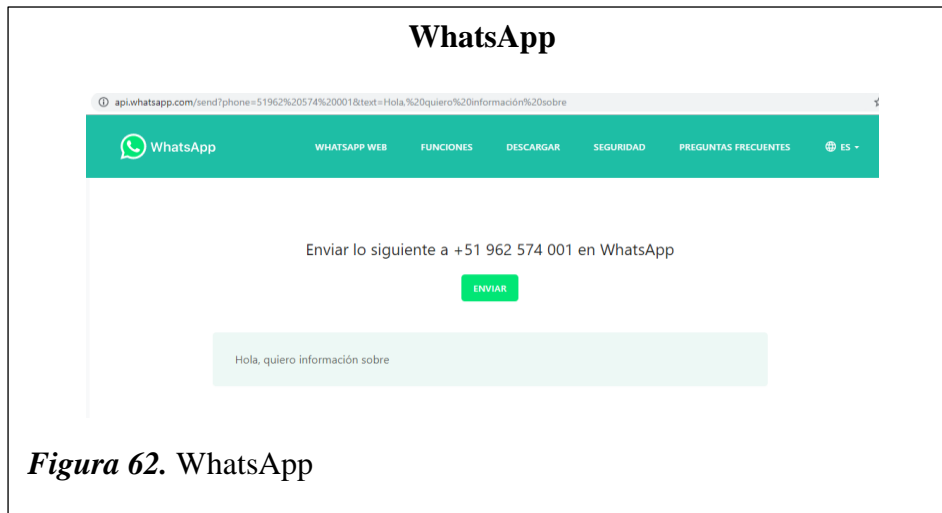 WhatsApp
api.whatsapp.com/send?phone=51962%20574%20001&text=Hola,%20quiero%20información%20sobre
WhatsApp WHATSAPP WEB FUNCIONES DESCARGAR SEGURIDAD PREGUNTAS FRECUENTES ES
Enviar lo siguiente a +51 962 574 001 en WhatsApp
ENVIAR
Hola, quiero información sobre
Figura 62. WhatsApp